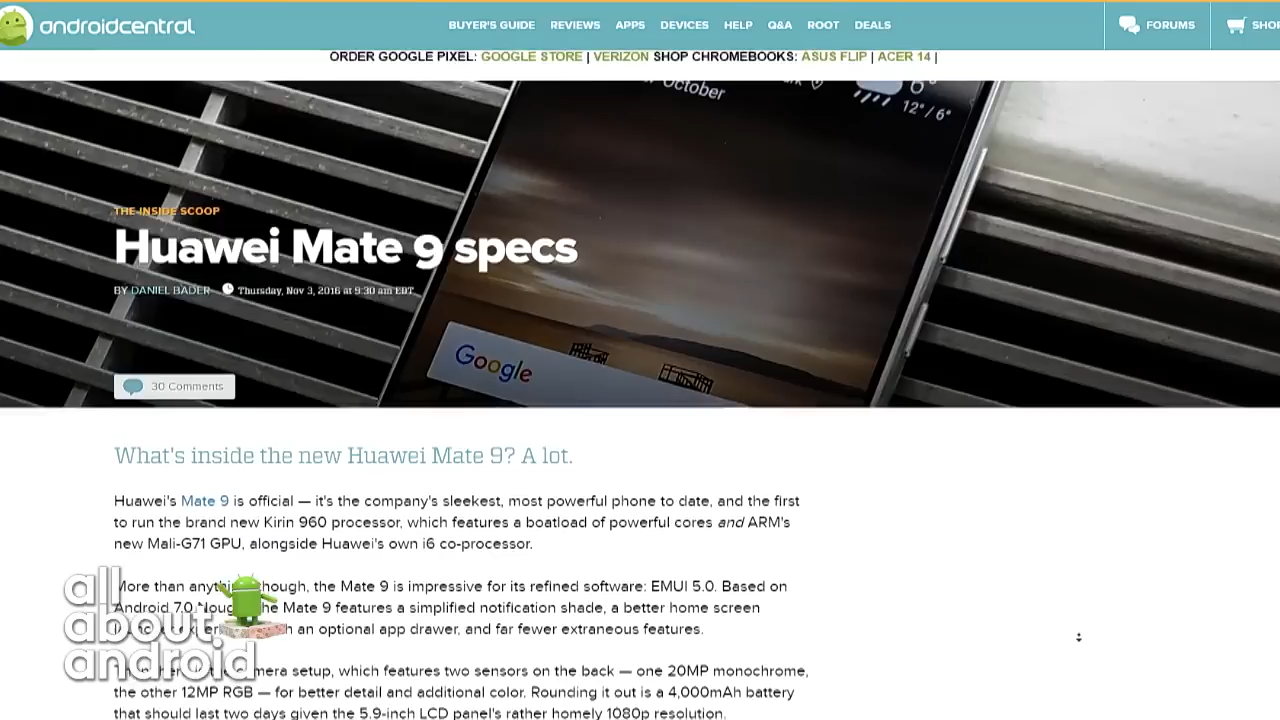 androidcentral
BUYER'S GUIDE REVIEWS APPS DEVICES HELP Q&A ROOT DEALS
FORUMS
ORDER GOOGLE PIXEL: GOOGLE STORE | VERIZON SHOP CHROMEBOOKS: ASUS FLIP | ACER 14 |
October
12° / 6°
THE INSIDE SCOOP
Huawei Mate 9 specs
BY DANIEL BADER Thursday, Nov 3, 2016 at 9:30 am EDT
Google
30 Comments
What's inside the new Huawei Mate 9? A lot.
Huawei's Mate 9 is official — it's the company's sleekest, most powerful phone to date, and the first
to run the brand new Kirin 960 processor, which features a boatload of powerful cores and ARM's
new Mali-G71 GPU, alongside Huawei's own i6 co-processor.
More than anything though, the Mate 9 is impressive for its refined software: EMUI 5.0. Based on
Android 7.0 Mate 9 features a simplified notification shade, a better home screen
an optional app drawer, and far fewer extraneous features.
setup, which features two sensors on the back — one 20MP monochrome,
the other 12MP RGB — for better detail and additional color. Rounding it out is a 4,000mAh battery
that should last two days given the 5.9-inch LCD panel's rather homely 1080p resolution.
all
about
android